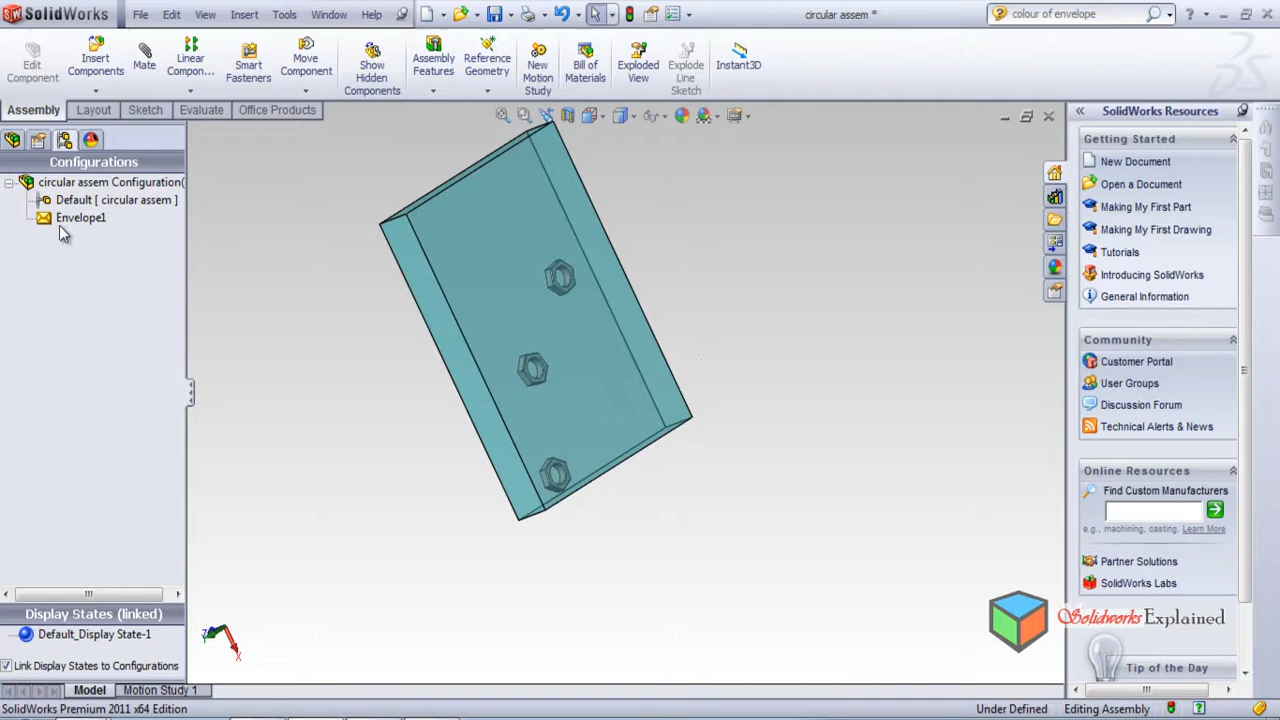 SolidWorks
File
Edit
View
Insert
Tools
Window
Help
circular assem *
colour of envelope
Edit
Component
Insert
Components
Mate
Linear
Compon...
Smart
Fasteners
Move
Component
Show
Hidden
Components
Assembly
Features
Reference
Geometry
New
Motion
Study
Bill of
Materials
Exploded
View
Explode
Line
Sketch
Instant3D
Assembly
Layout
Sketch
Evaluate
Office Products
Configurations
circular assem Configuration(
Default [ circular assem ]
Envelope1
Display States (linked)
Default_Display State-1
Link Display States to Configurations
Z
X
Model
Motion Study 1
SolidWorks Premium 2011 x64 Edition
Under Defined
Editing Assembly
SolidWorks Resources
Getting Started
New Document
Open a Document
Making My First Part
Making My First Drawing
Tutorials
Introducing SolidWorks
General Information
Community
Customer Portal
User Groups
Discussion Forum
Technical Alerts & News
Online Resources
Find Custom Manufacturers
e.g., machining, casting. Learn More
Partner Solutions
SolidWorks Labs
Solidworks Explained
Tip of the Day